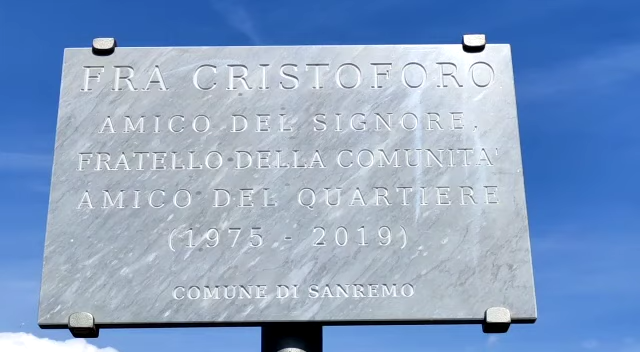 FRA CRISTOFORO
AMICO DEL SIGNORE,
FRATELLO DELLA COMUNITA'
AMICO DEL QUARTIERE
(1975 - 2019)
COMUNE DI SANREMO